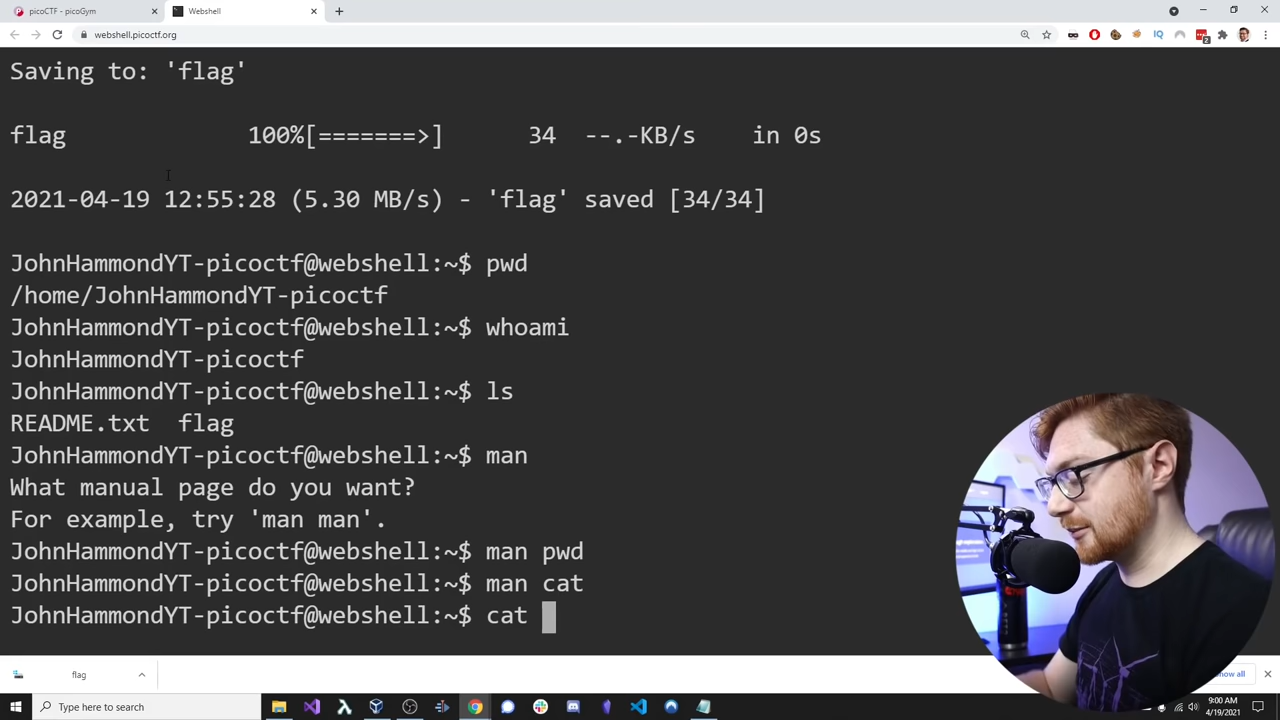 picoCTF - picoGym
Webshell
webshell.picoctf.org
IQ
2
Saving to: 'flag'
flag 100%[=======>] 34 --.-KB/s in 0s
2021-04-19 12:55:28 (5.30 MB/s) - 'flag' saved [34/34]
JohnHammondYT-picoctf@webshell:~$ pwd
/home/JohnHammondYT-picoctf
JohnHammondYT-picoctf@webshell:~$ whoami
JohnHammondYT-picoctf
JohnHammondYT-picoctf@webshell:~$ ls
README.txt flag
JohnHammondYT-picoctf@webshell:~$ man
What manual page do you want?
For example, try 'man man'.
JohnHammondYT-picoctf@webshell:~$ man pwd
JohnHammondYT-picoctf@webshell:~$ man cat
JohnHammondYT-picoctf@webshell:~$ cat
flag
how all
Type here to search
9:00 AM
4/19/2021